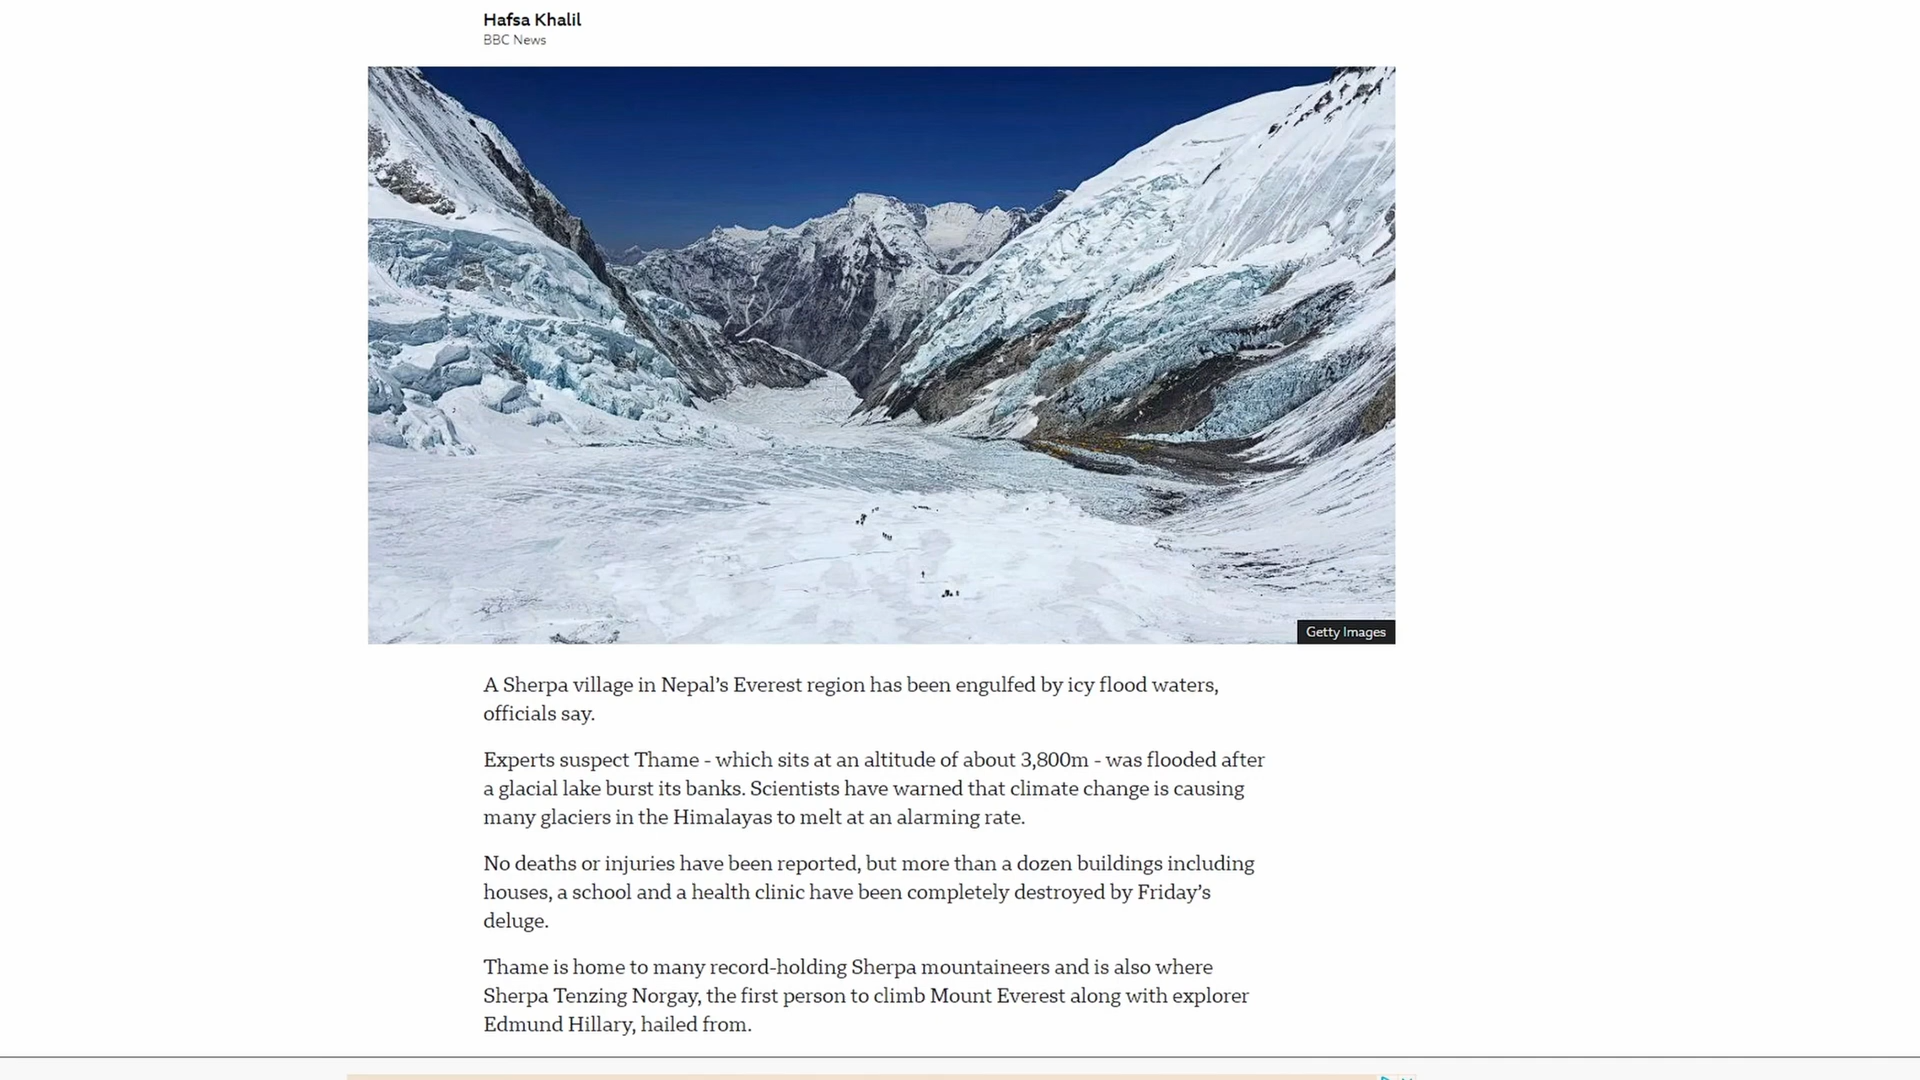 Hafsa Khalil
BBC News
Getty Images
A Sherpa village in Nepal’s Everest region has been engulfed by icy flood waters,
officials say.
Experts suspect Thame - which sits at an altitude of about 3,800m - was flooded after
a glacial lake burst its banks. Scientists have warned that climate change is causing
many glaciers in the Himalayas to melt at an alarming rate.
No deaths or injuries have been reported, but more than a dozen buildings including
houses, a school and a health clinic have been completely destroyed by Friday’s
deluge.
Thame is home to many record-holding Sherpa mountaineers and is also where
Sherpa Tenzing Norgay, the first person to climb Mount Everest along with explorer
Edmund Hillary, hailed from.